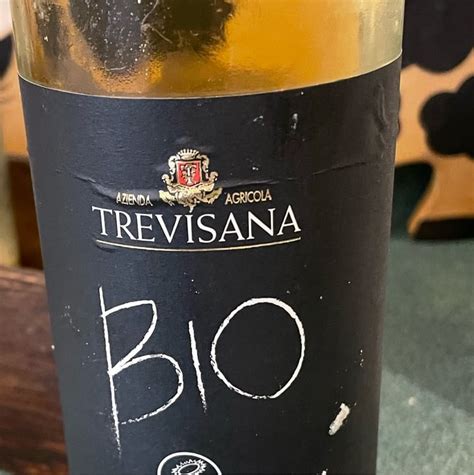 AZIENDA AGRICOLA
TREVISANA
BIO,